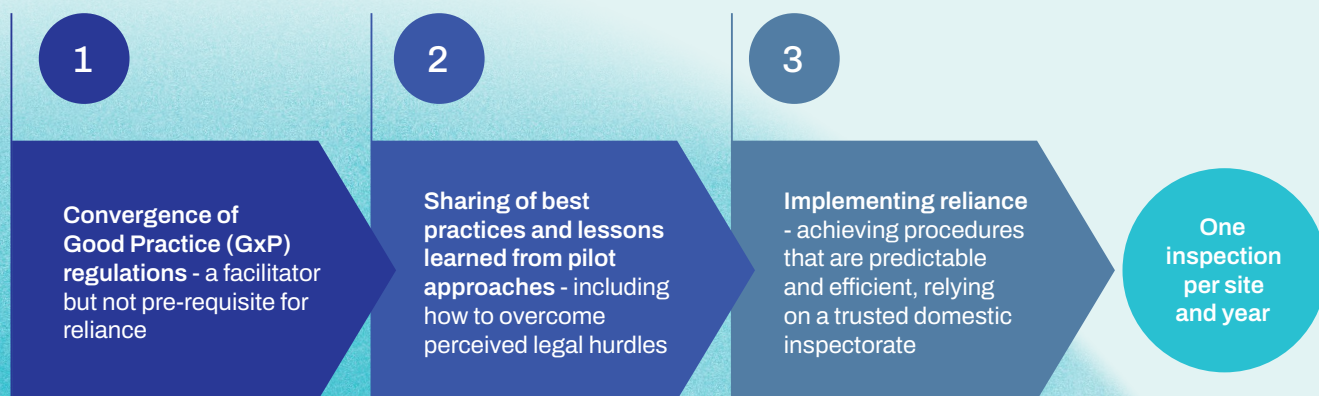 1
Convergence of
Good Practice (GxP)
regulations - a facilitator
but not pre-requisite for
reliance
2
Sharing of best
practices and lessons
learned from pilot
approaches - including
how to overcome
perceived legal hurdles
3
Implementing reliance
- achieving procedures
that are predictable
and efficient, relying
on a trusted domestic
inspectorate
One
inspection
per site
and year